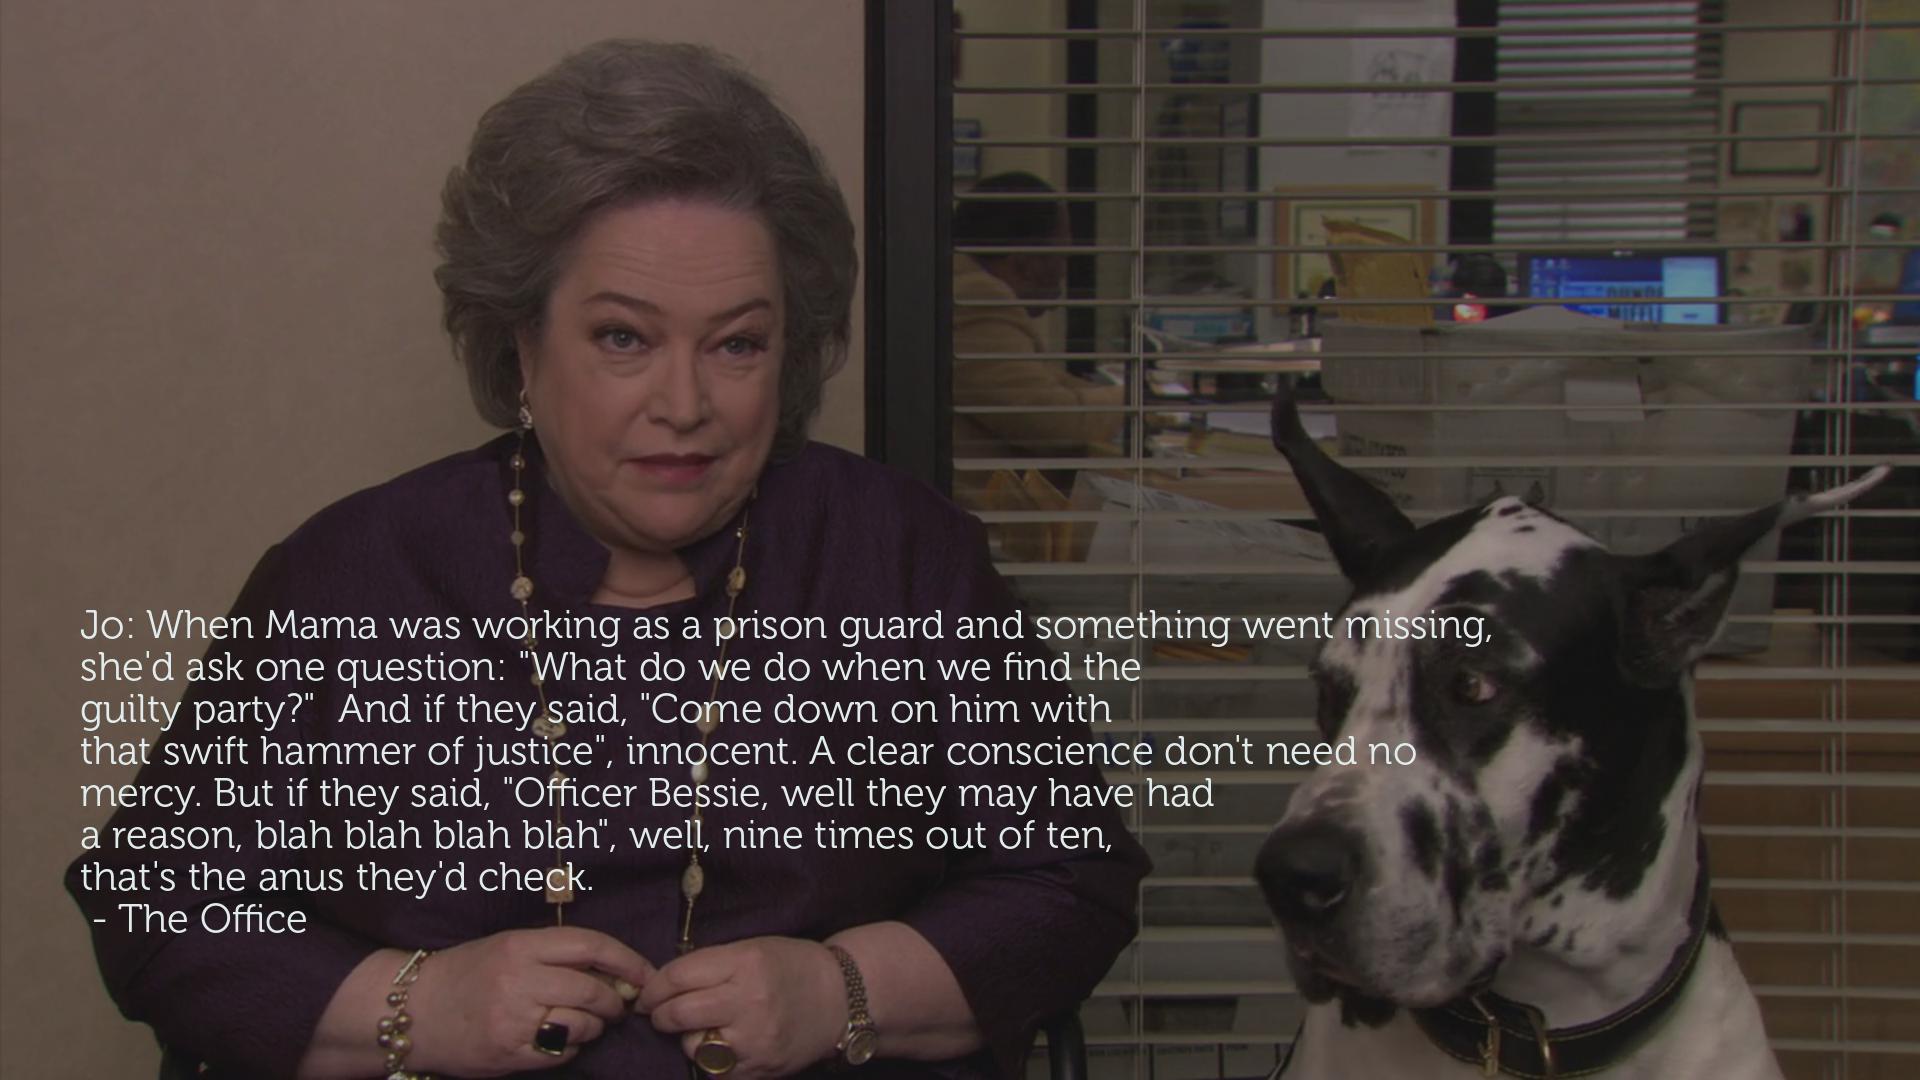 Jo: When Mama was working as a prison guard and something went missing,
she'd ask one question: "What do we do when we find the
guilty party?"  And if they said, "Come down on him with
that swift hammer of justice", innocent. A clear conscience don't need no
mercy. But if they said, "Officer Bessie, well they may have had
a reason, blah blah blah blah", well, nine times out of ten,
that's the anus they'd check.
- The Office